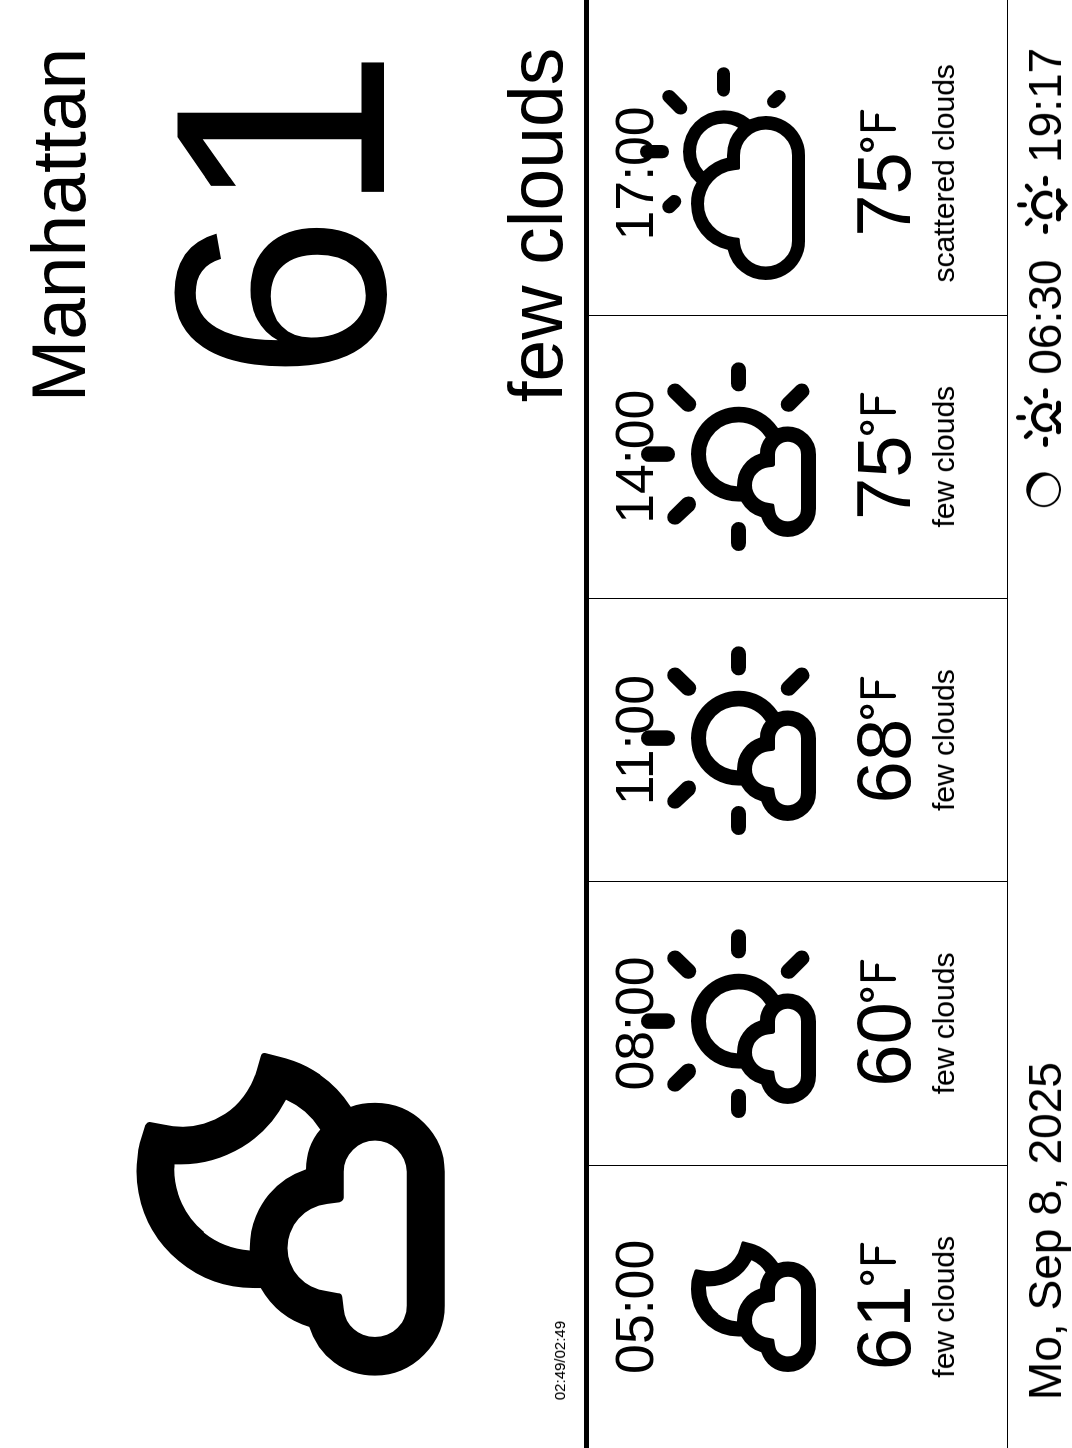 Manhattan
61
few clouds
02:49/02:49
05:00
61°F
few clouds
08:00
60°F
few clouds
11:00
68°F
few clouds
14:00
75°F
few clouds
17:00
75°F
scattered clouds
Mo, Sep 8, 2025
06:30
19:17